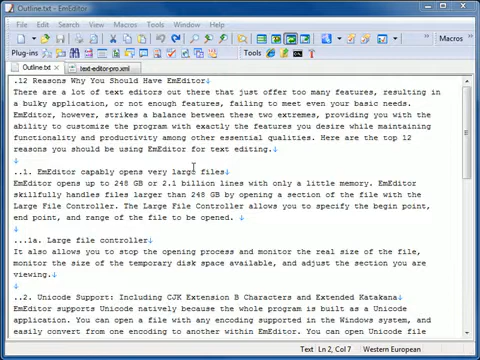 Outline.txt - EmEditor
File Edit Search View Macros Tools Window Help
Macros
Plug-ins Tools
Outline.txt text-editor-pro.xml
.12 Reasons Why You Should Have EmEditor↓
There are a lot of text editors out there that just offer too many features, resulting in
a bulky application, or not enough features, failing to meet even your basic needs.
EmEditor, however, strikes a balance between these two extremes, providing you with the
ability to customize the program with exactly the features you desire while maintaining
functionality and productivity among other essential qualities. Here are the top 12
reasons you should be using EmEditor for text editing.↓
↓
..1. EmEditor capably opens very large files↓
EmEditor opens up to 248 GB or 2.1 billion lines with only a little memory. EmEditor
skillfully handles files larger than 248 GB by opening a section of the file with the
Large File Controller. The Large File Controller allows you to specify the begin point,
end point, and range of the file to be opened. ↓
↓
...1a. Large file controller↓
It also allows you to stop the opening process and monitor the real size of the file,
monitor the size of the temporary disk space available, and adjust the section you are
viewing.↓
↓
..2. Unicode Support: Including CJK Extension B Characters and Extended Katakana↓
EmEditor supports Unicode natively because the whole program is built as a Unicode
application. You can open a file with any encoding supported in the Windows system, and
easily convert from one encoding to another within EmEditor. You can open Unicode file
Text Ln 2, Col 7 Western European